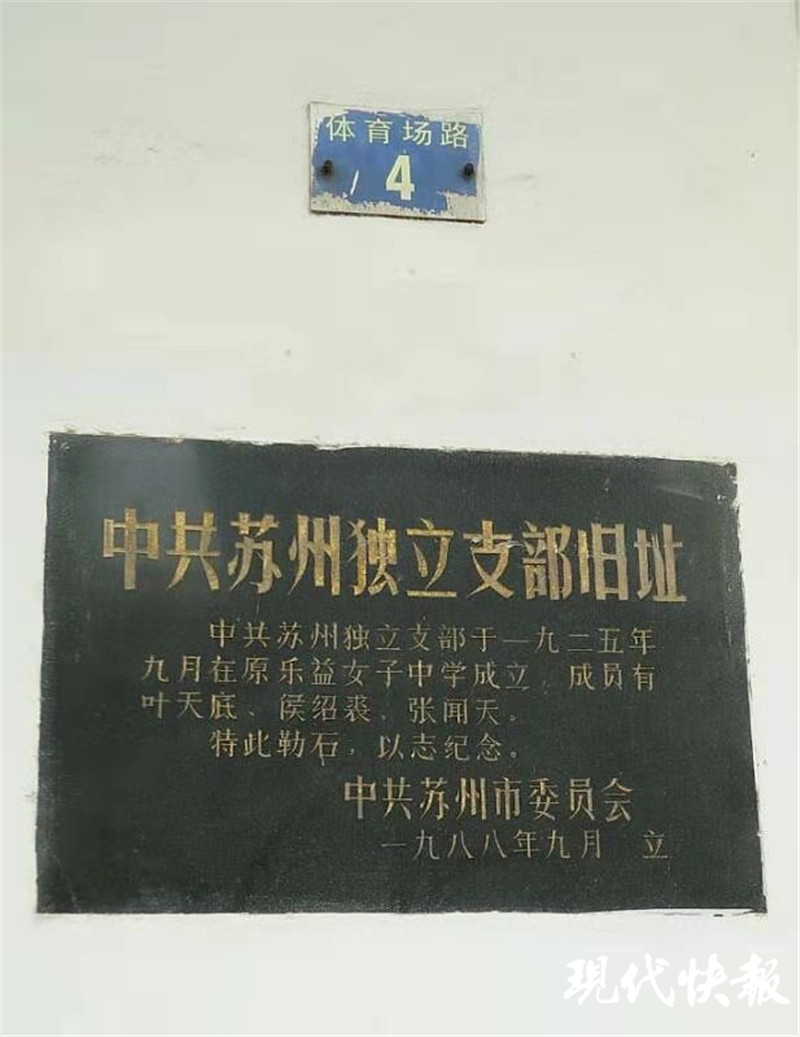 体育场路
4
中共苏州独立支部旧址
中共苏州独立支部于一九二五年
九月在原乐益女子中学成立，成员有
叶天底、侯绍裘、张闻天。
特此勒石，以志纪念。
中共苏州市委员会
一九八八年九月 立
现代快报